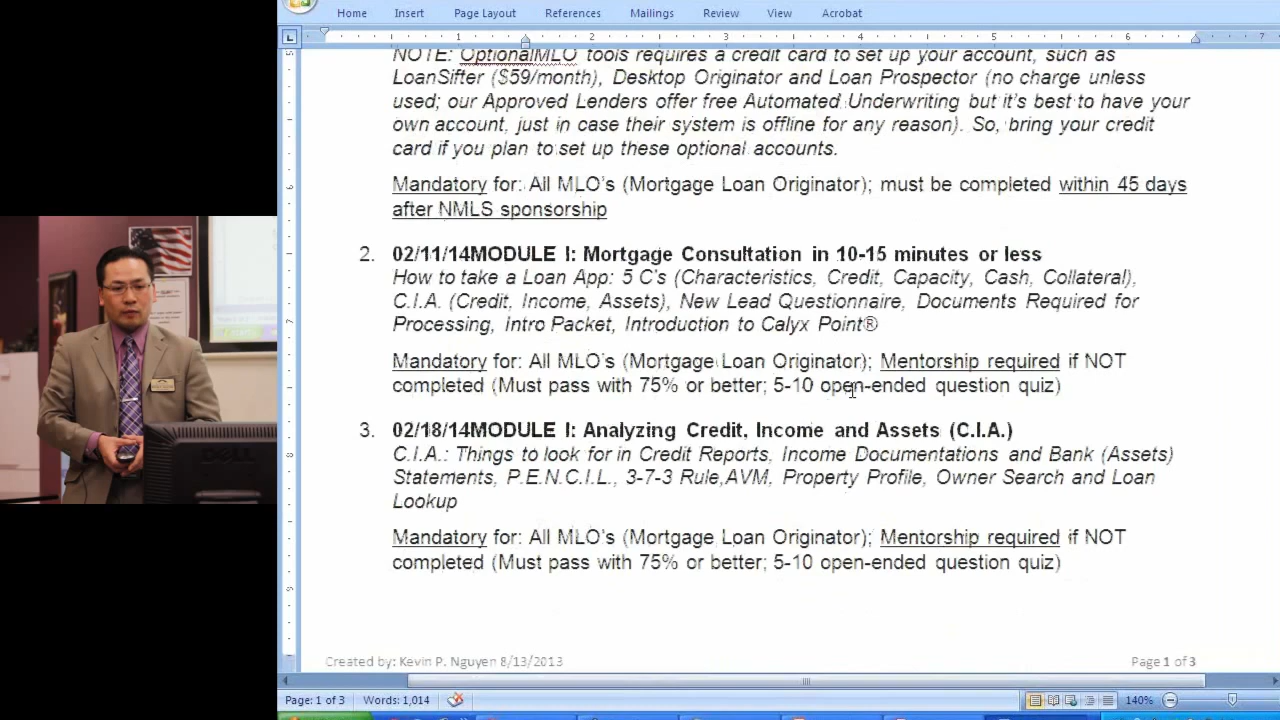 Home Insert Page Layout References Mailings Review View Acrobat
1 2 3 4 5 6 7
NOTE: OptionalMLO tools requires a credit card to set up your account, such as
LoanSifter ($59/month), Desktop Originator and Loan Prospector (no charge unless
used; our Approved Lenders offer free Automated Underwriting but it's best to have your
own account, just in case their system is offline for any reason). So, bring your credit
card if you plan to set up these optional accounts.
Mandatory for: All MLO's (Mortgage Loan Originator); must be completed within 45 days
after NMLS sponsorship
2. 02/11/14MODULE I: Mortgage Consultation in 10-15 minutes or less
How to take a Loan App: 5 C's (Characteristics, Credit, Capacity, Cash, Collateral),
C.I.A. (Credit, Income, Assets), New Lead Questionnaire, Documents Required for
Processing, Intro Packet, Introduction to Calyx Point®
Mandatory for: All MLO's (Mortgage Loan Originator); Mentorship required if NOT
completed (Must pass with 75% or better; 5-10 open-ended question quiz)
3. 02/18/14MODULE I: Analyzing Credit, Income and Assets (C.I.A.)
C.I.A.: Things to look for in Credit Reports, Income Documentations and Bank (Assets)
Statements, P.E.N.C.I.L., 3-7-3 Rule,AVM, Property Profile, Owner Search and Loan
Lookup
Mandatory for: All MLO's (Mortgage Loan Originator); Mentorship required if NOT
completed (Must pass with 75% or better; 5-10 open-ended question quiz)
Created by: Kevin P. Nguyen 8/13/2013 Page 1 of 3
Page: 1 of 3 Words: 1,014 140%
DELL